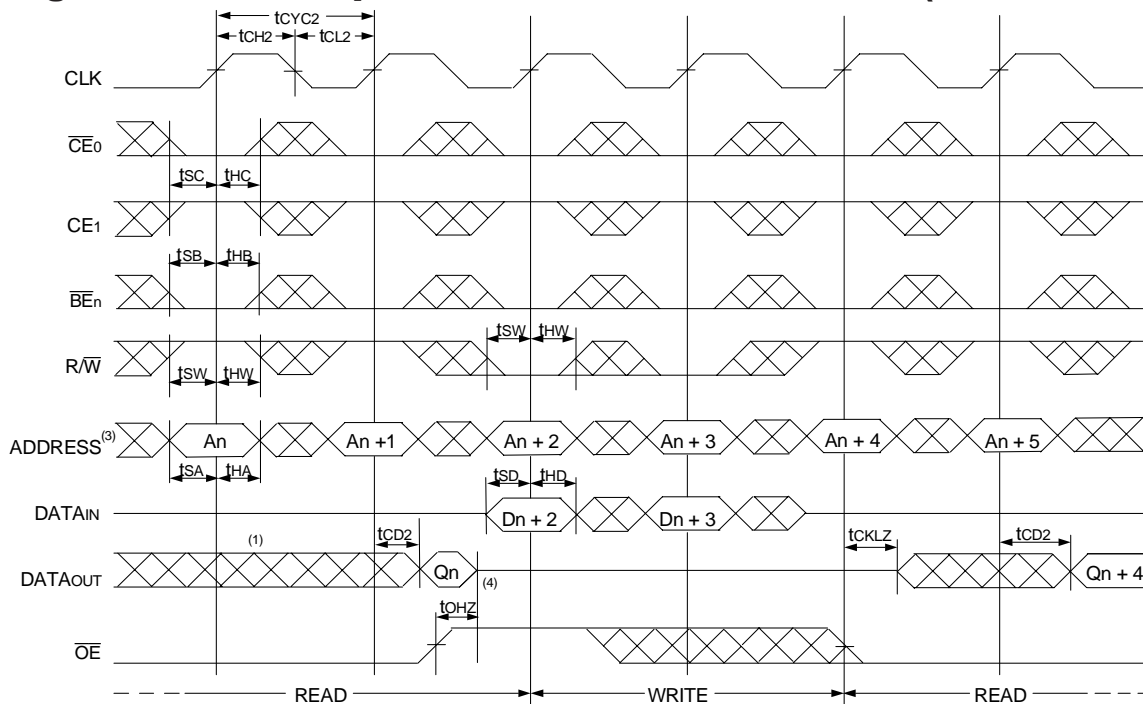 tCYC2
tCH2 tCL2
CLK
CE0
tSC tHC
CE1
tSB tHB
BEn
tSW tHW
R/W
tSW tHW
ADDRESS(3) An An +1 An + 2 An + 3 An + 4 An + 5
tSA tHA tSD tHD
DATAIN Dn + 2 Dn + 3
(1) tCD2 tCKLZ tCD2
DATAOUT Qn (4) Qn + 4
tOHZ
OE
READ WRITE READ